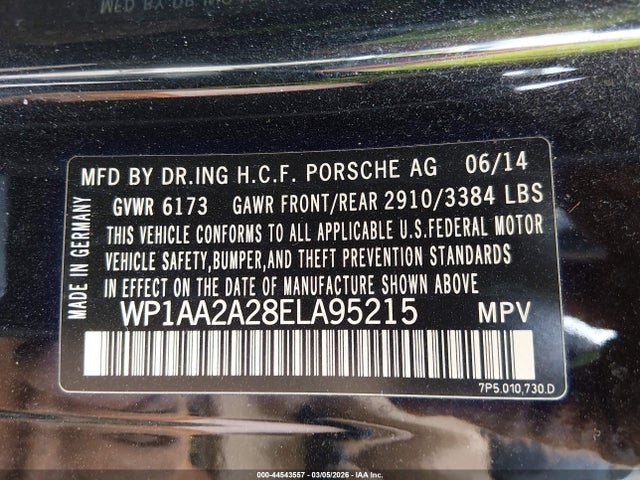 MFD BY DR.ING H.C.F. PORSCHE AG 06/14
GVWR 6173 GAWR FRONT/REAR 2910/3384 LBS
THIS VEHICLE CONFORMS TO ALL APPLICABLE U.S.FEDERAL MOTOR
VEHICLE SAFETY,BUMPER,AND THEFT PREVENTION STANDARDS
IN EFFECT ON THE DATE OF MANUFACTURE SHOWN ABOVE
WP1AA2A28ELA95215 MPV
MADE IN GERMANY
7P5.010,730.D
000-44543557 - 03/05/2026 - IAAI Inc.